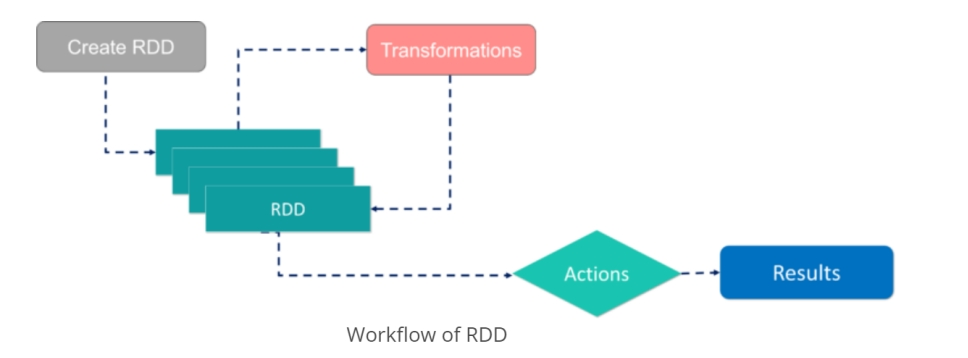 Create RDD
Transformations
RDD
Actions
Results
Workflow of RDD